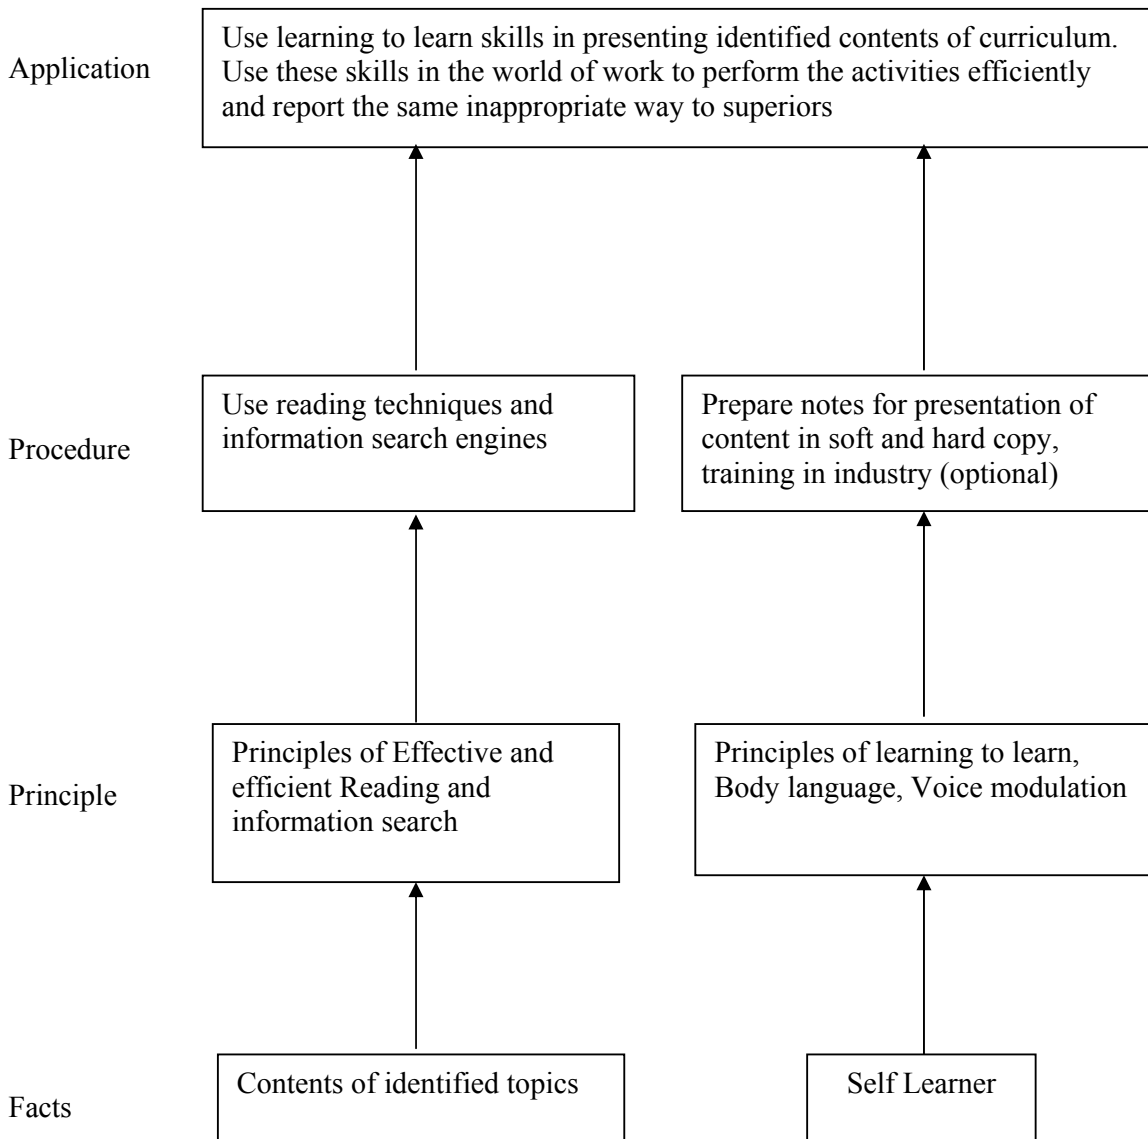 Application
Use learning to learn skills in presenting identified contents of curriculum.
Use these skills in the world of work to perform the activities efficiently
and report the same inappropriate way to superiors
Procedure
Use reading techniques and
information search engines
Prepare notes for presentation of
content in soft and hard copy,
training in industry (optional)
Principle
Principles of Effective and
efficient Reading and
information search
Principles of learning to learn,
Body language, Voice modulation
Facts
Contents of identified topics
Self Learner